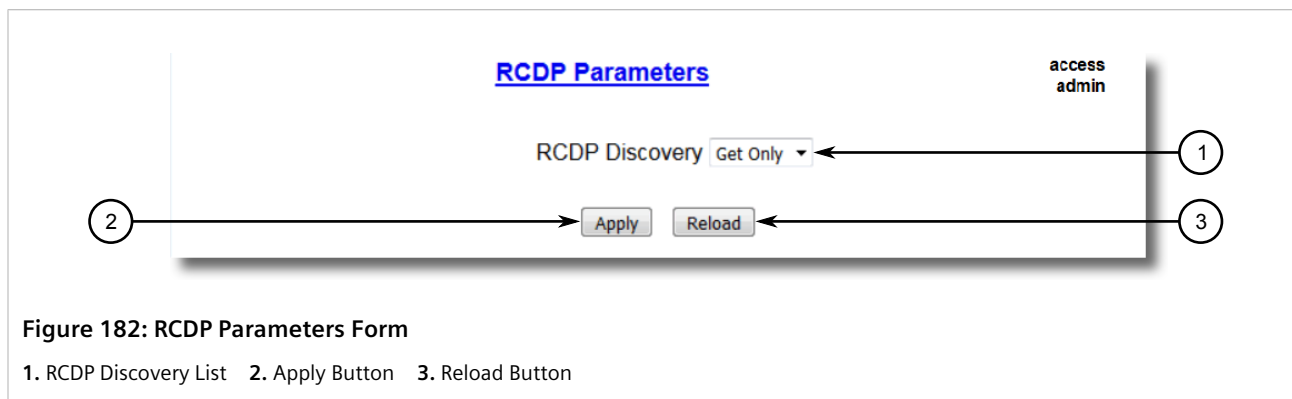 RCDP Parameters
access
admin
RCDP Discovery Get Only
1
2
Apply Reload
3
Figure 182: RCDP Parameters Form
1. RCDP Discovery List 2. Apply Button 3. Reload Button